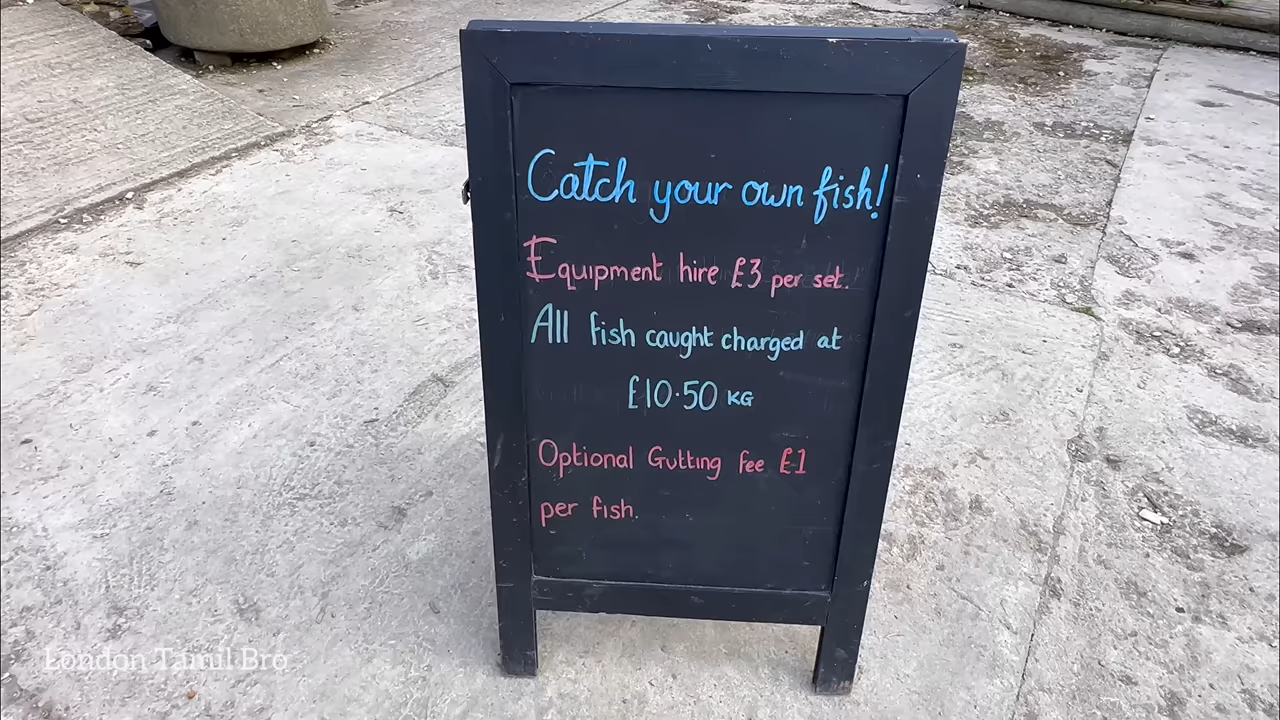 Catch your own fish!
Equipment hire £3 per set.
All fish caught charged at
£10.50 KG
Optional Gutting fee £1
per fish.
London Tamil Bro